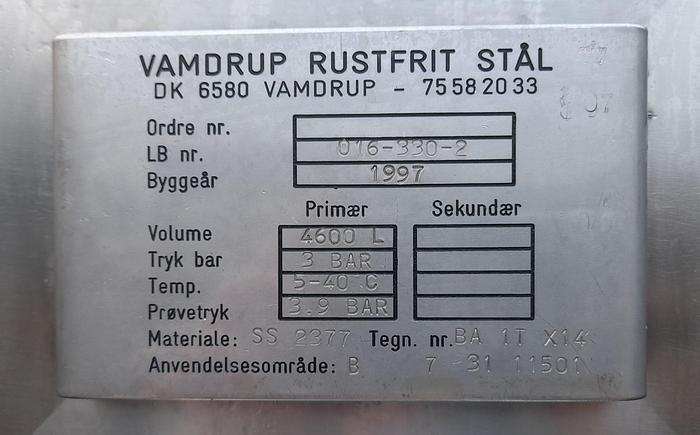 VAMDRUP RUSTFRIT STÅL
DK 6580 VAMDRUP - 75 58 20 33
Ordre nr.
LB nr. 016-330-2
Byggeår 1997
Primær Sekundær
Volume 4600 L
Tryk bar 3 BAR
Temp. 5-40 C
Prøvetryk 3.9 BAR
Materiale: SS 2377 Tegn. nr. BA 1T X14
Anvendelsesområde: B 7 31 11501